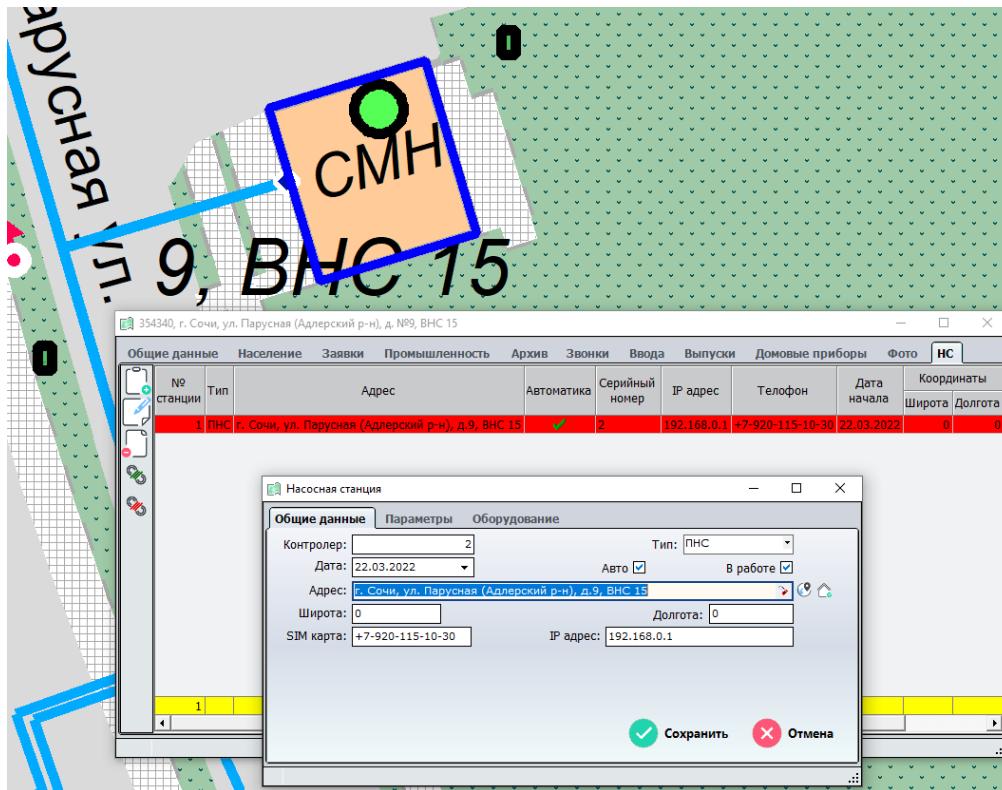 арусная ул.
СМН
9, ВНС 15
354340, г. Сочи, ул. Парусная (Адлерский р-н), д. №9, ВНС 15
Общие данные Население Заявки Промышленность Архив Звонки Ввода Выпуски Домовые приборы Фото НС
№ станции Тип Адрес Автоматика Серийный номер IP адрес Телефон Дата начала Координаты
Широта Долгота
1 ПНС г. Сочи, ул. Парусная (Адлерский р-н), д.9, ВНС 15 2 192.168.0.1 +7-920-115-10-30 22.03.2022 0 0
Насосная станция
Общие данные Параметры Оборудование
Контролер: 2 Тип: ПНС
Дата: 22.03.2022 Авто В работе
Адрес: г. Сочи, ул. Парусная (Адлерский р-н), д.9, ВНС 15
Широта: 0 Долгота: 0
SIM карта: +7-920-115-10-30 IP адрес: 192.168.0.1
1
Сохранить Отмена